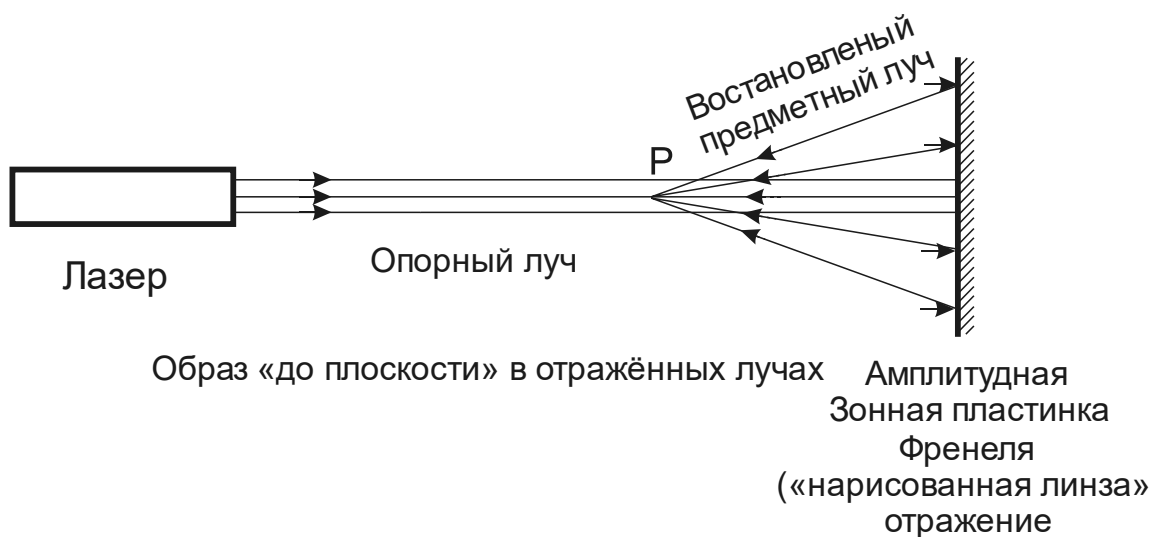 Востановленый
предметный луч
P
Лазер
Опорный луч
Образ «до плоскости» в отражённых лучах
Амплитудная
Зонная пластинка
Френеля
(«нарисованная линза»
отражение